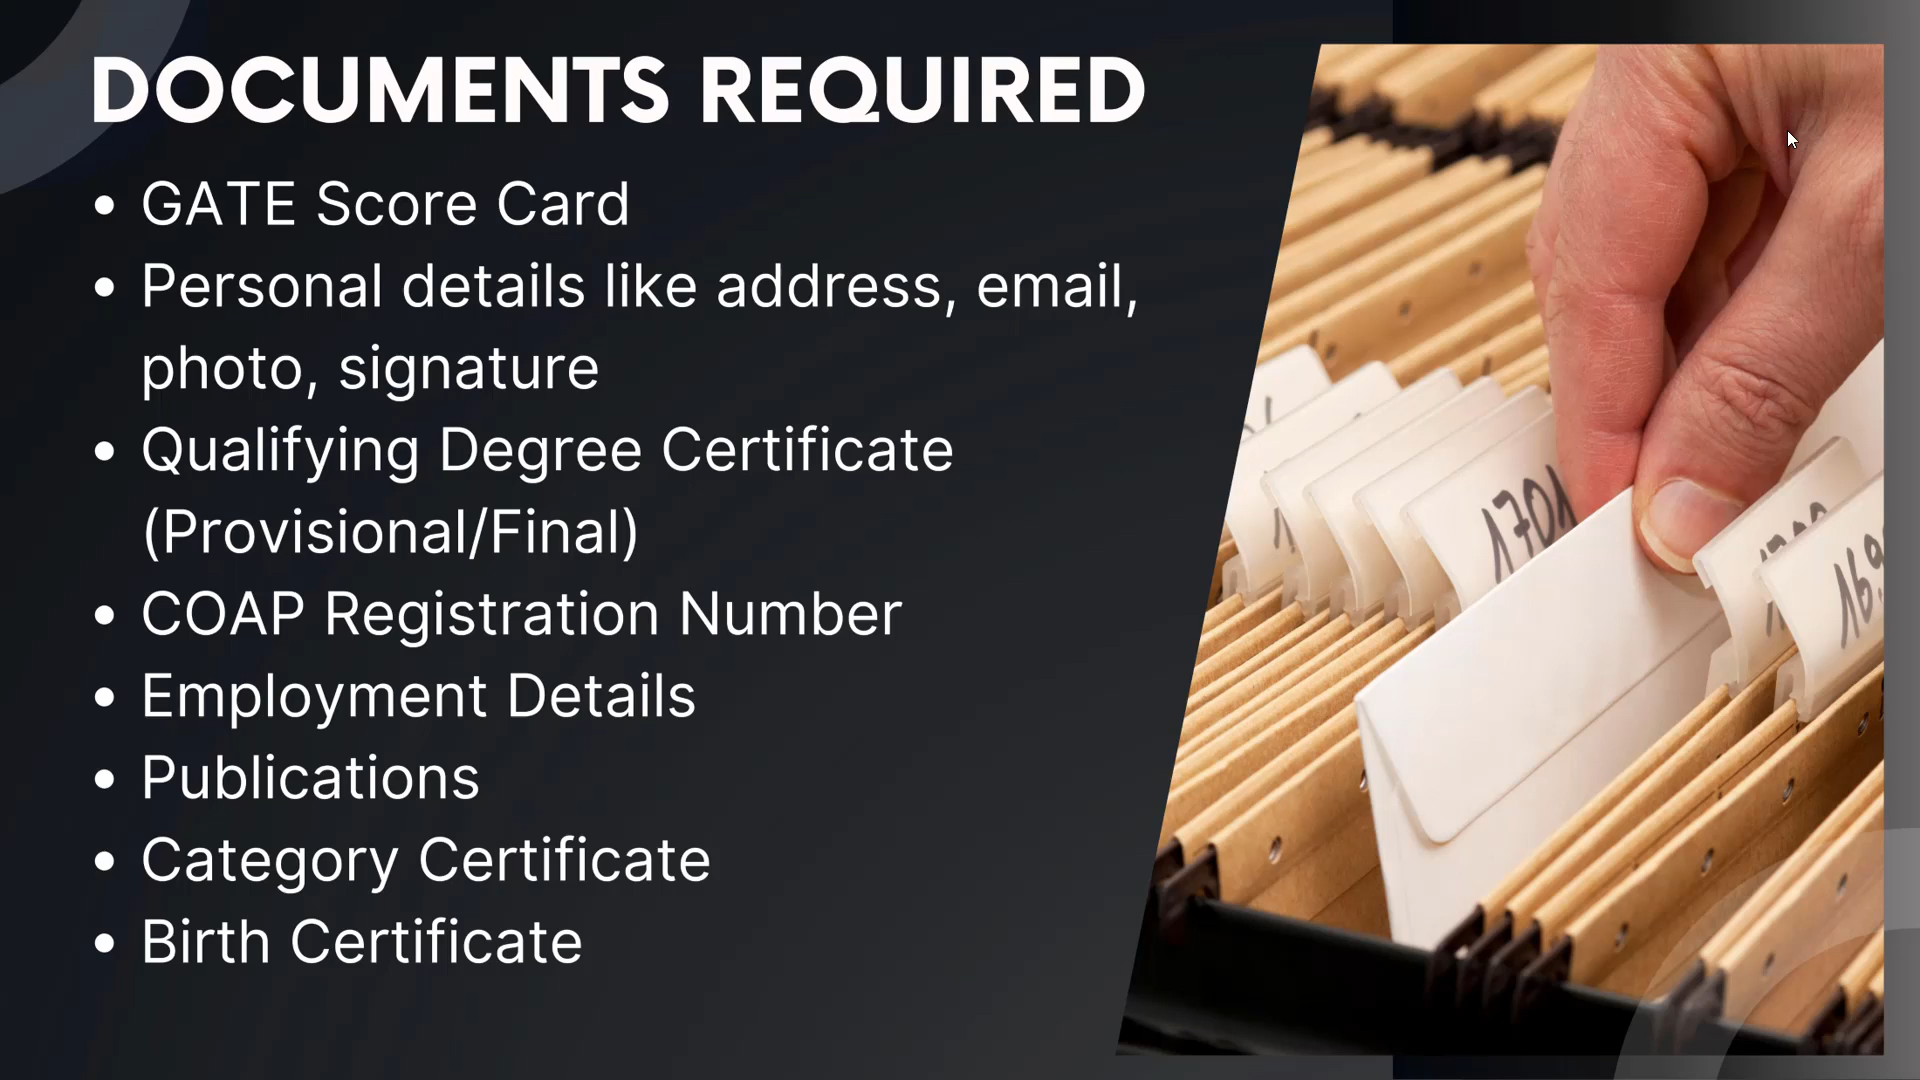 DOCUMENTS REQUIRED
• GATE Score Card
• Personal details like address, email,
photo, signature
• Qualifying Degree Certificate
(Provisional/Final)
• COAP Registration Number
• Employment Details
• Publications
• Category Certificate
• Birth Certificate
1701